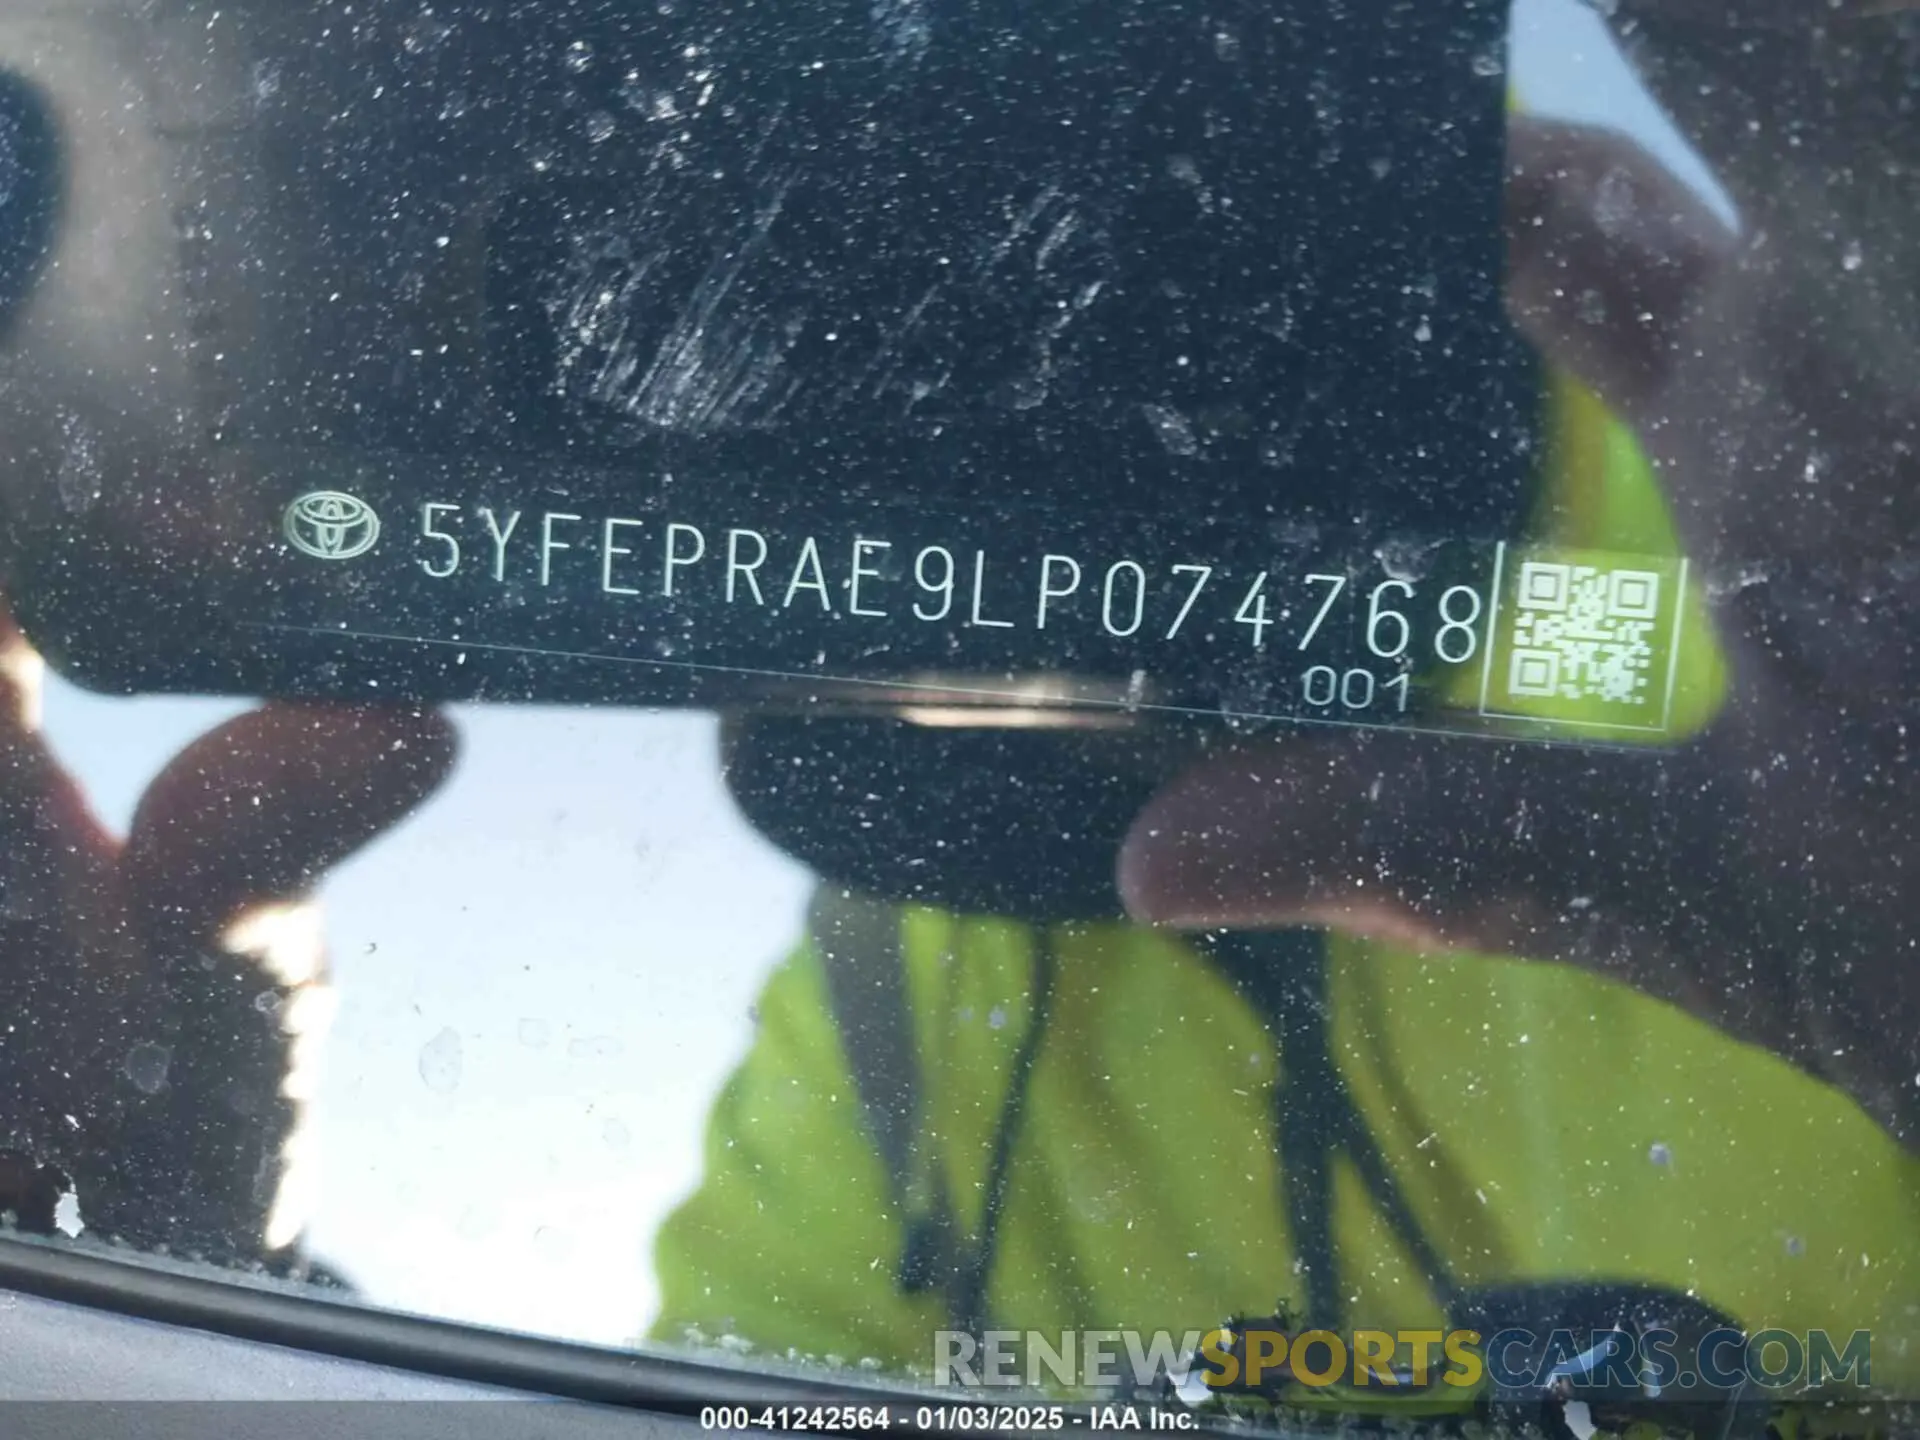 5YFEPRAE9LP074768
001
RENEWSPORTSCARS.COM
000-41242564 - 01/03/2025 - IAA Inc.